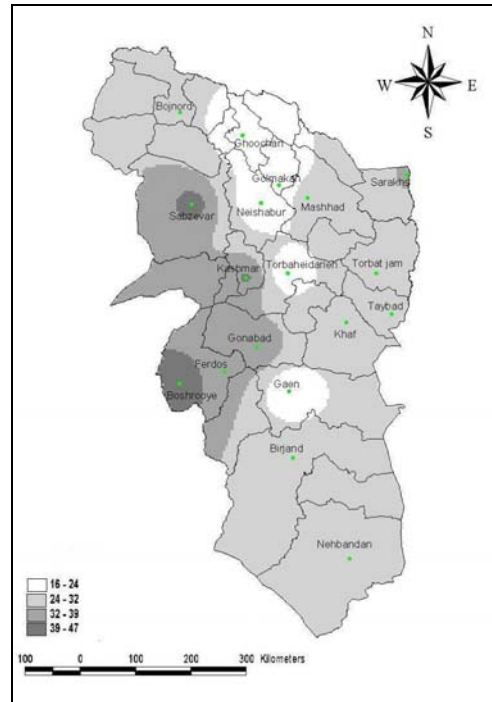 N
W E
S
Bojnord
Ghoochan
Golmakan
Sarakhs
Sabzevar
Neishabur
Mashhad
Kashmar
Torbaheidarieh
Torbat jam
Taybad
Khaf
Gonabad
Ferdos
Gaen
Boshrooye
Birjand
Nehbandan
16 - 24
24 - 32
32 - 39
39 - 47
100 0 100 200 300 Kilometers